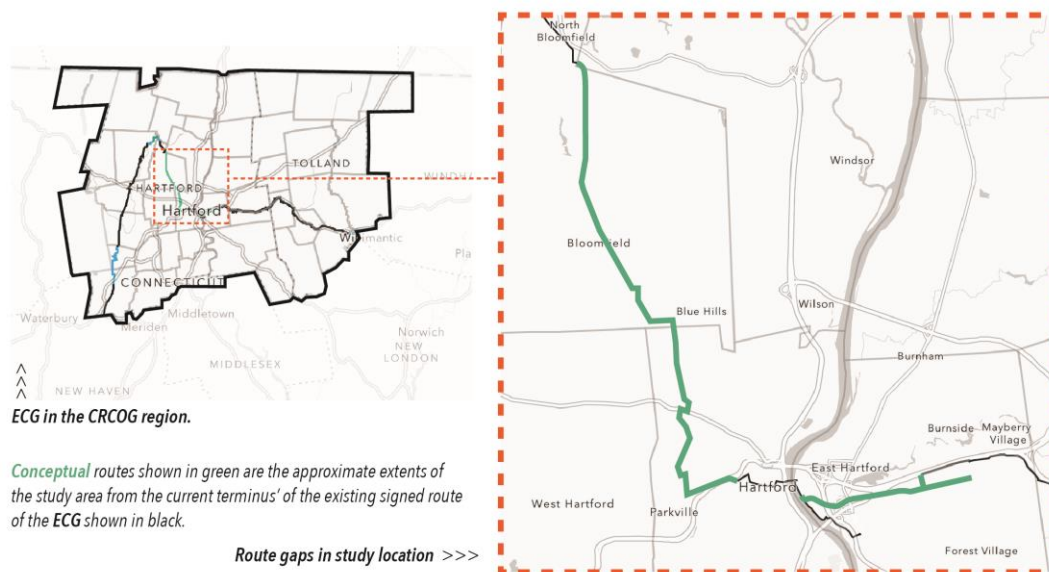 TOLLAND
WINDH
HARTFORD
Hartford
Willimantic
Pla
CONNECTICUT
Waterbury
Middletown
Meriden
Norwich
NEW
LONDON
MIDDLESEX
NEW HAVEN
ECG in the CRCOG region.
Conceptual routes shown in green are the approximate extents of
the study area from the current terminus’ of the existing signed route
of the ECG shown in black.
Route gaps in study location >>>
North
Bloomfield
Windsor
Bloomfield
Blue Hills
Wilson
Burnham
Burnside
Mayberry
Village
East Hartford
Hartford
West Hartford
Parkville
Forest Village